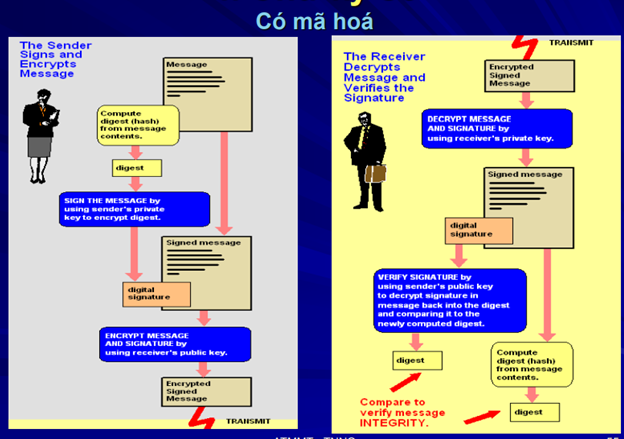 Có mã hoá
The Sender
Signs and
Encrypts
Message
Message
Compute
digest (hash)
from message
contents.
digest
SIGN THE MESSAGE by
using sender's private
key to encrypt digest.
Signed message
digital
signature
ENCRYPT MESSAGE
AND SIGNATURE by
using receiver's public key.
Encrypted
Signed
Message
TRANSMIT
TRANSMIT
The Receiver
Decrypts
Message and
Verifies the
Signature
Encrypted
Signed
Message
DECRYPT MESSAGE
AND SIGNATURE by
using receiver's private key.
Signed message
digital
signature
VERIFY SIGNATURE by
using sender's public key
to decrypt signature in
message back into the digest
and comparing it to the
newly computed digest.
digest
Compute
digest (hash)
from message
contents.
digest
Compare to
verify message
INTEGRITY.